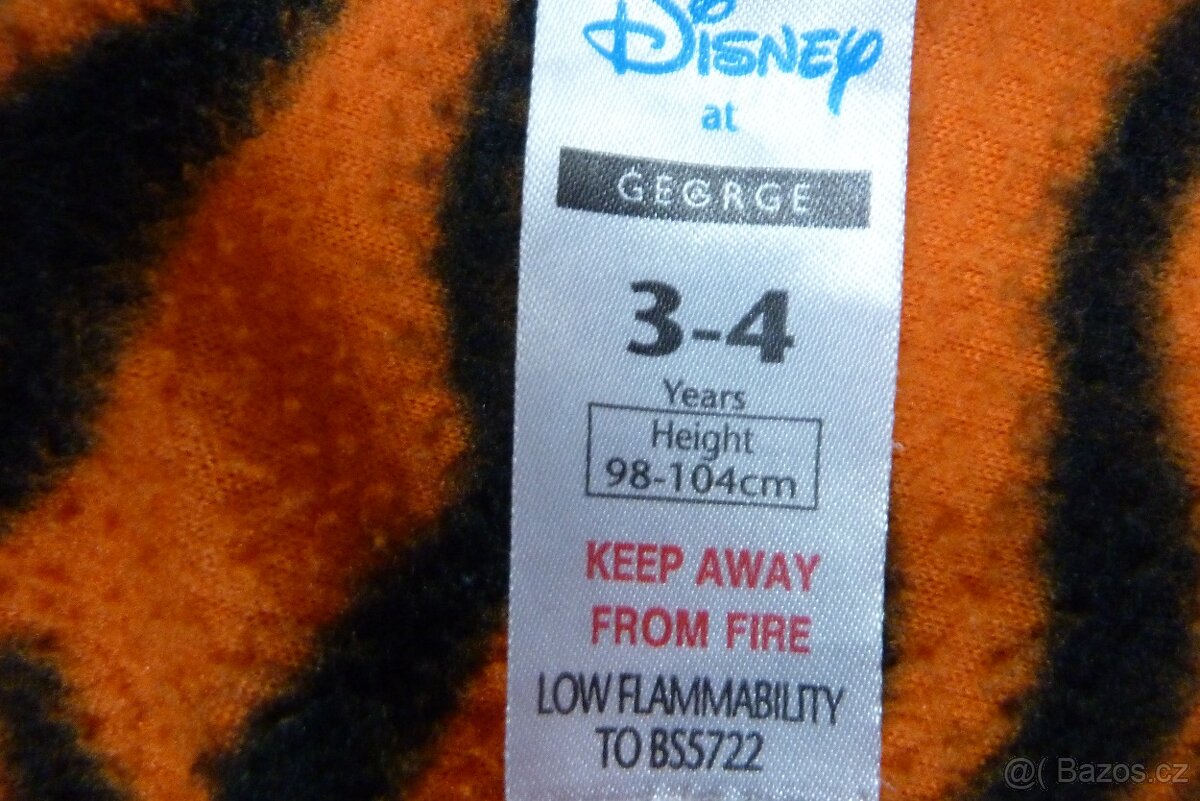 Disney
at
GEORGE
3-4
Years
Height
98-104cm
KEEP AWAY
FROM FIRE
LOW FLAMMABILITY
TO BS5722
@( Bazos.cz